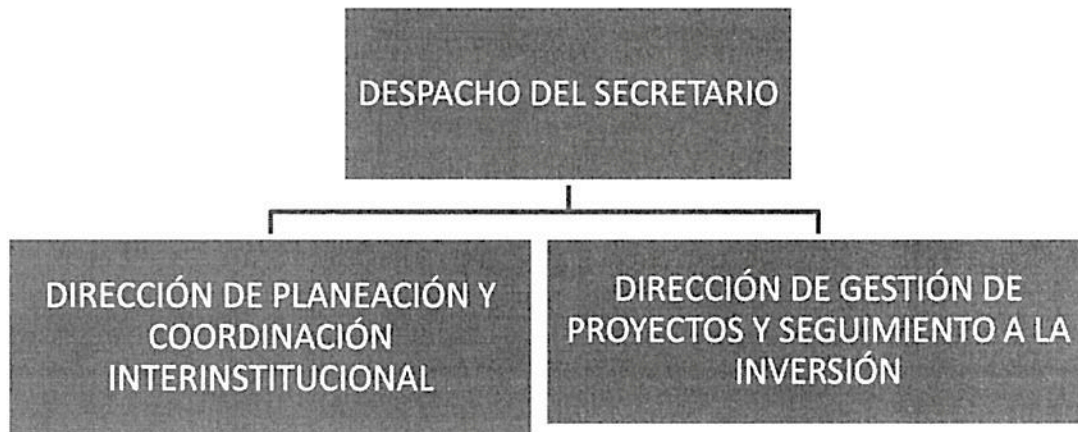 DESPACHO DEL SECRETARIO
DIRECCIÓN DE PLANEACIÓN Y
COORDINACIÓN
INTERINSTITUCIONAL
DIRECCIÓN DE GESTIÓN DE
PROYECTOS Y SEGUIMIENTO A LA
INVERSIÓN